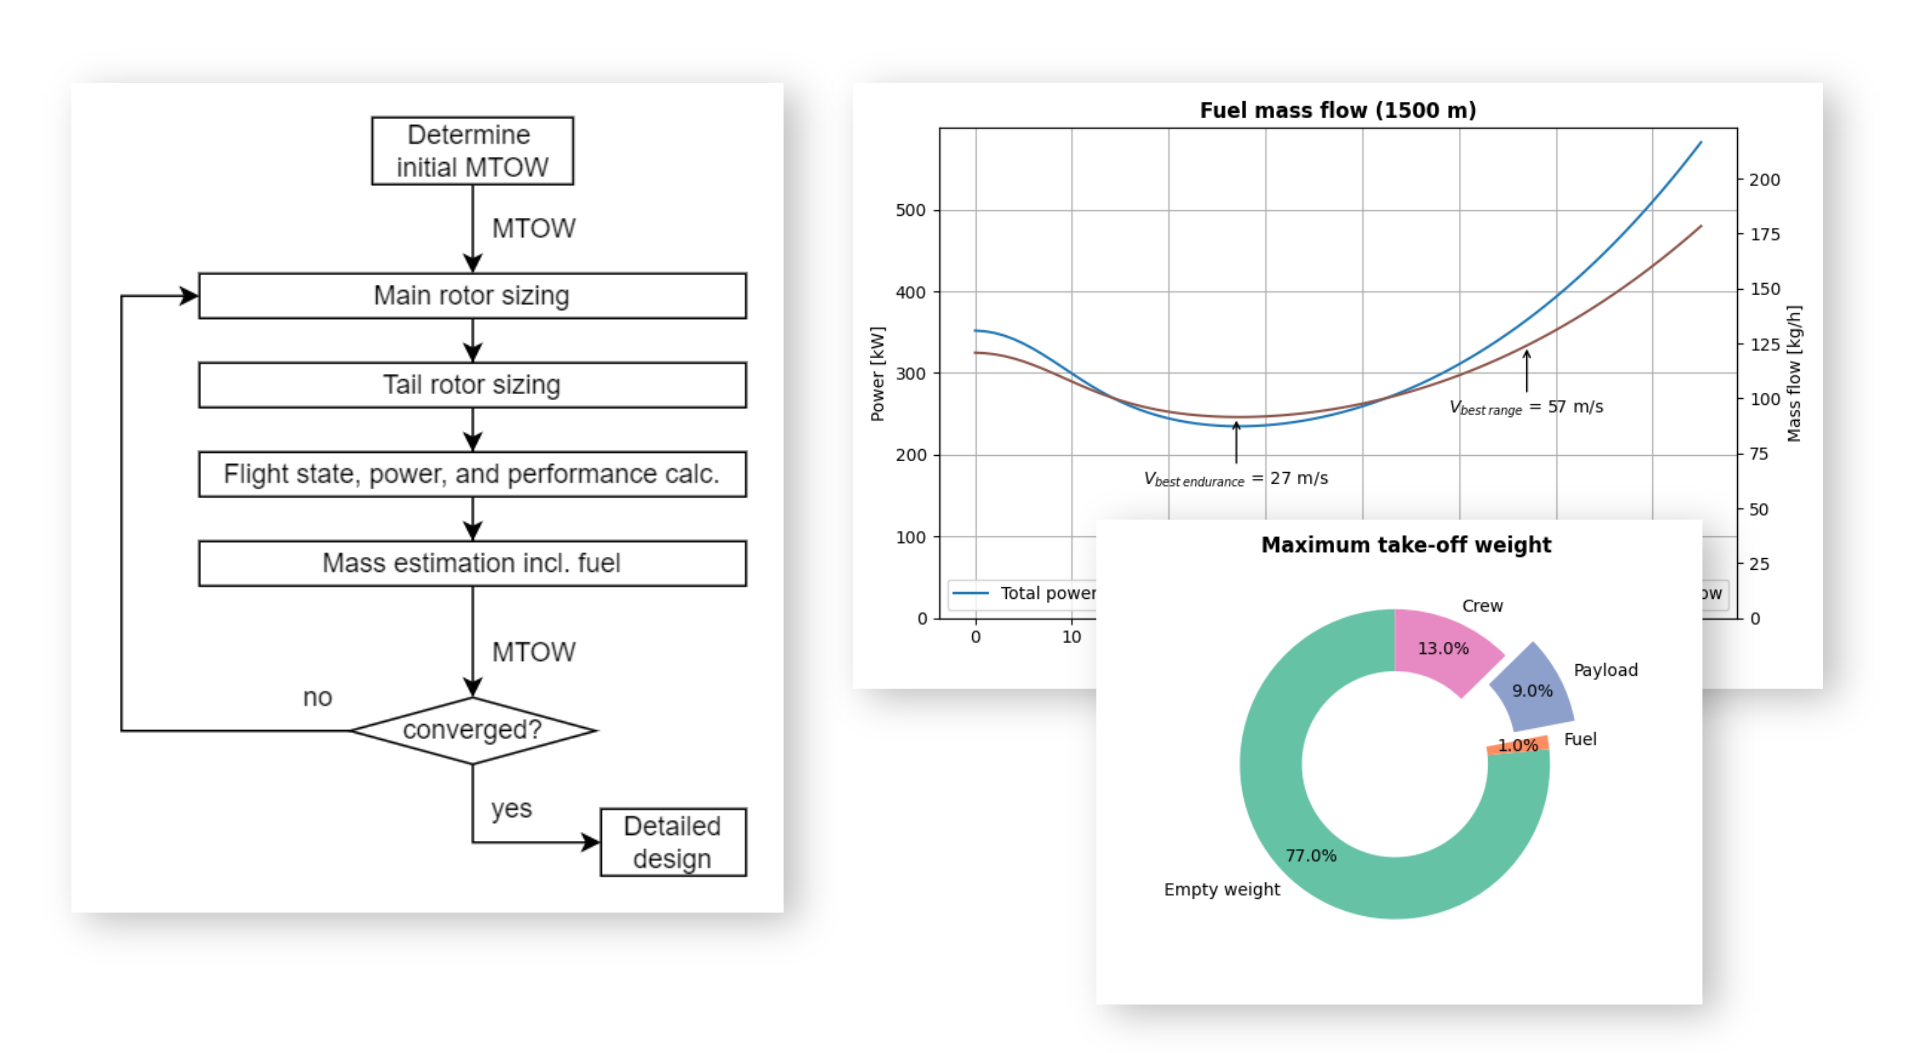 Determine
initial MTOW
MTOW
Main rotor sizing
Tail rotor sizing
Flight state, power, and performance calc.
Mass estimation incl. fuel
MTOW
no
converged?
yes
Detailed
design
Fuel mass flow (1500 m)
500
400
300
200
100
0
Power [kW]
200
175
150
125
100
75
50
25
0
Mass flow [kg/h]
V best range = 57 m/s
V best endurance = 27 m/s
Total power
ow
0 10
Maximum take-off weight
Crew
13.0%
Payload
9.0%
Fuel
1.0%
77.0%
Empty weight